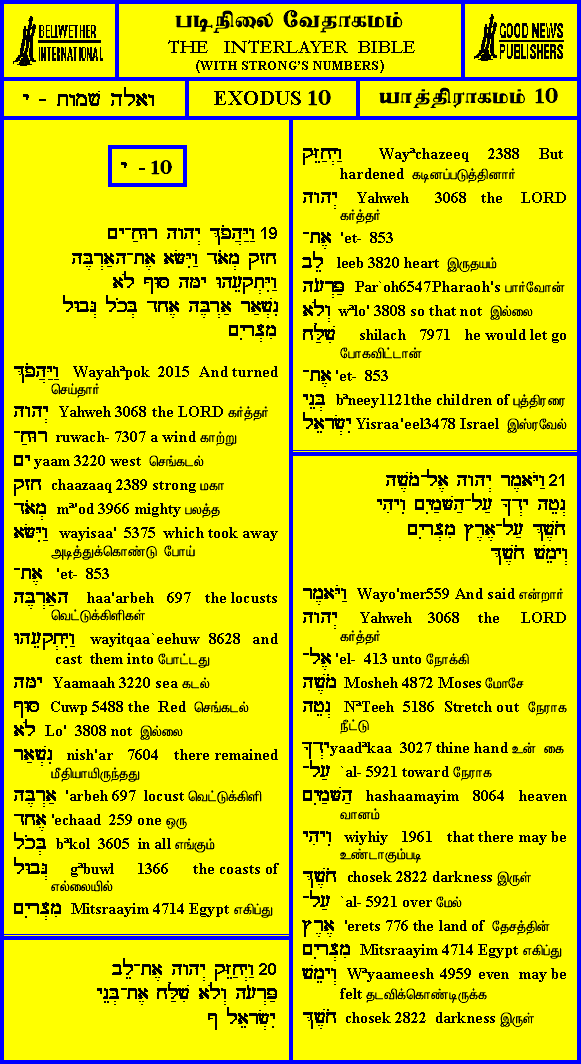 BELLWETHER
INTERNATIONAL
படிநிலை வேதாகமம்
THE INTERLAYER BIBLE
(WITH STRONG'S NUMBERS)
GOOD NEWS
PUBLISHERS
ואלה שמות - י
EXODUS 10
யாத்திராகமம் 10
י - 10
19 וַיַּהֲפֹךְ יְהוָה רוּחַ־יָם
חָזָק מְאֹד וַיִּשָּׂא אֶת־הָאַרְבֶּה
וַיִּתְקָעֵהוּ יָמָּה סּוּף לֹא
נִשְׁאַר אַרְבֶּה אֶחָד בְּכֹל גְּבוּל
מִצְרָיִם
וַיַּהֲפֹךְ Wayahªpok 2015 And turned
செய்தார்
יְהוָה Yahweh 3068 the LORD கர்த்தர்
רוּחַ־ ruwach- 7307 a wind காற்று
יָם yaam 3220 west செங்கடல்
חָזָק chaazaaq 2389 strong மகா
מְאֹד mª'od 3966 mighty பலத்த
וַיִּשָּׂא wayisaa' 5375 which took away
அடித்துக்கொண்டு போய்
אֶת־ 'et- 853
הָאַרְבֶּה haa'arbeh 697 the locusts
வெட்டுக்கிளிகள்
וַיִּתְקָעֵהוּ wayitqaa`eehuw 8628 and
cast them into போட்டது
יָמָּה Yaamaah 3220 sea கடல்
סּוּף Cuwp 5488 the Red செங்கடல்
לֹא Lo' 3808 not இல்லை
נִשְׁאַר nish'ar 7604 there remained
மீதியாயிருந்தது
אַרְבֶּה 'arbeh 697 locust வெட்டுக்கிளி
אֶחָד 'echaad 259 one ஒரு
בְּכֹל bªkol 3605 in all எங்கும்
גְּבוּל gªbuwl 1366 the coasts of
எல்லையில்
מִצְרָיִם Mitsraayim 4714 Egypt எகிப்து
20 וַיְחַזֵּק יְהוָה אֶת־לֵב
פַּרְעֹה וְלֹא שִׁלַּח אֶת־בְּנֵי
יִשְׂרָאֵל ף
וַיְחַזֵּק Wayªchazeeq 2388 But
hardened கடினப்படுத்தினார்
יְהוָה Yahweh 3068 the LORD
கர்த்தர்
אֶת־ 'et- 853
לֵב leeb 3820 heart இருதயம்
פַּרְעֹה Par`oh6547Pharaoh's பார்வோன்
וְלֹא wªlo' 3808 so that not இல்லை
שִׁלַּח shilach 7971 he would let go
போகவிட்டான்
אֶת־ 'et- 853
בְּנֵי bªneey1121the children of புத்திரரை
יִשְׂרָאֵל Yisraa'eel3478 Israel இஸ்ரவேல்
21 וַיֹּאמֶר יְהוָה אֶל־מֹשֶׁה
נְטֵה יָדְךָ עַל־הַשָּׁמַיִם וִיהִי
חֹשֶׁךְ עַל־אֶרֶץ מִצְרָיִם
וְיָמֵשׁ חֹשֶׁךְ
וַיֹּאמֶר Wayo'mer559 And said என்றார்
יְהוָה Yahweh 3068 the LORD
கர்த்தர்
אֶל־ 'el- 413 unto நோக்கி
מֹשֶׁה Mosheh 4872 Moses மோசே
נְטֵה NªTeeh 5186 Stretch out நேராக
நீட்டு
יָדְךָyaadªkaa 3027 thine hand உன் கை
עַל־ `al- 5921 toward நேராக
הַשָּׁמַיִם hashaamayim 8064 heaven
வானம்
וִיהִי wiyhiy 1961 that there may be
உண்டாகும்படி
חֹשֶׁךְ chosek 2822 darkness இருள்
עַל־ `al- 5921 over மேல்
אֶרֶץ 'erets 776 the land of தேசத்தின்
מִצְרָיִם Mitsraayim 4714 Egypt எகிப்து
וְיָמֵשׁ Wªyaameesh 4959 even may be
felt தடவிக்கொண்டிருக்க
חֹשֶׁךְ chosek 2822 darkness இருள்